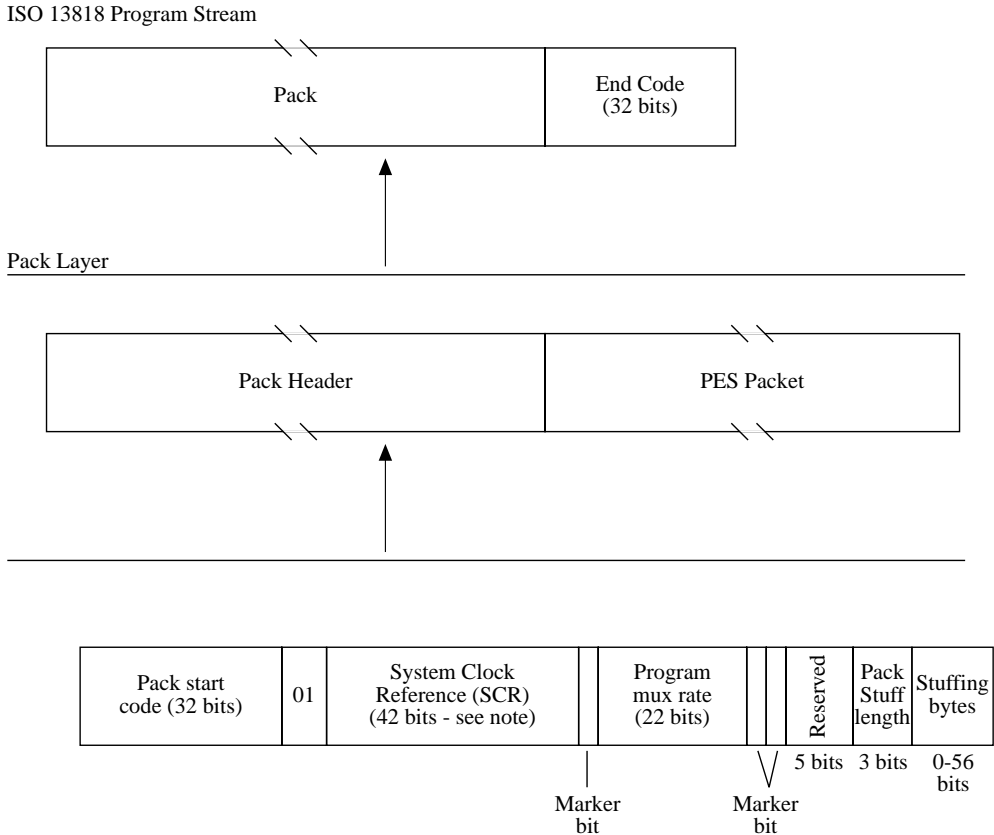 ISO 13818 Program Stream
Pack
End Code
(32 bits)
Pack Layer
Pack Header
PES Packet
Pack start
code (32 bits)
01
System Clock
Reference (SCR)
(42 bits - see note)
Program
mux rate
(22 bits)
Reserved
Pack
Stuff
length
Stuffing
bytes
5 bits
3 bits
0-56
bits
Marker
bit
Marker
bit